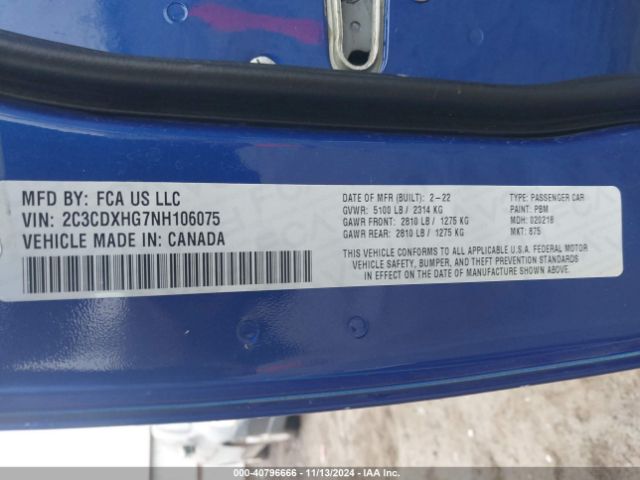 MFD BY: FCA US LLC
VIN: 2C3CDXHG7NH106075
VEHICLE MADE IN: CANADA
DATE OF MFR (BUILT): 2-22
GVWR: 5100 LB / 2314 KG
GAWR FRONT: 2810 LB / 1275 KG
GAWR REAR: 2810 LB / 1275 KG
TYPE: PASSENGER CAR
PAINT: PBM
MDH: 020218
MKT: 875
THIS VEHICLE CONFORMS TO ALL APPLICABLE U.S.A. FEDERAL MOTOR
VEHICLE SAFETY, BUMPER, AND THEFT PREVENTION STANDARDS
IN EFFECT ON THE DATE OF MANUFACTURE SHOWN ABOVE.
000-40796666 - 11/13/2024 - IAAI.COM